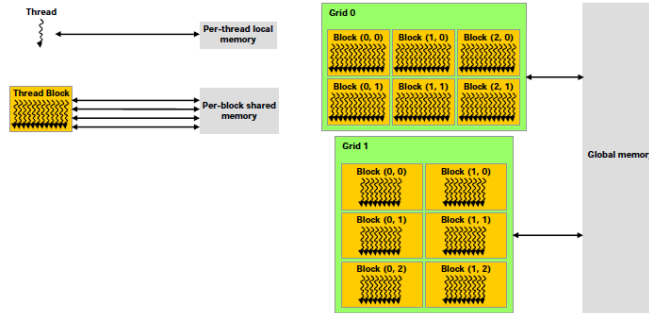 Thread
Per-thread local
memory
Thread Block
Per-block shared
memory
Grid 0
Block (0, 0)
Block (1, 0)
Block (2, 0)
Block (0, 1)
Block (1, 1)
Block (2, 1)
Grid 1
Block (0, 0)
Block (1, 0)
Block (0, 1)
Block (1, 1)
Block (0, 2)
Block (1, 2)
Global memory